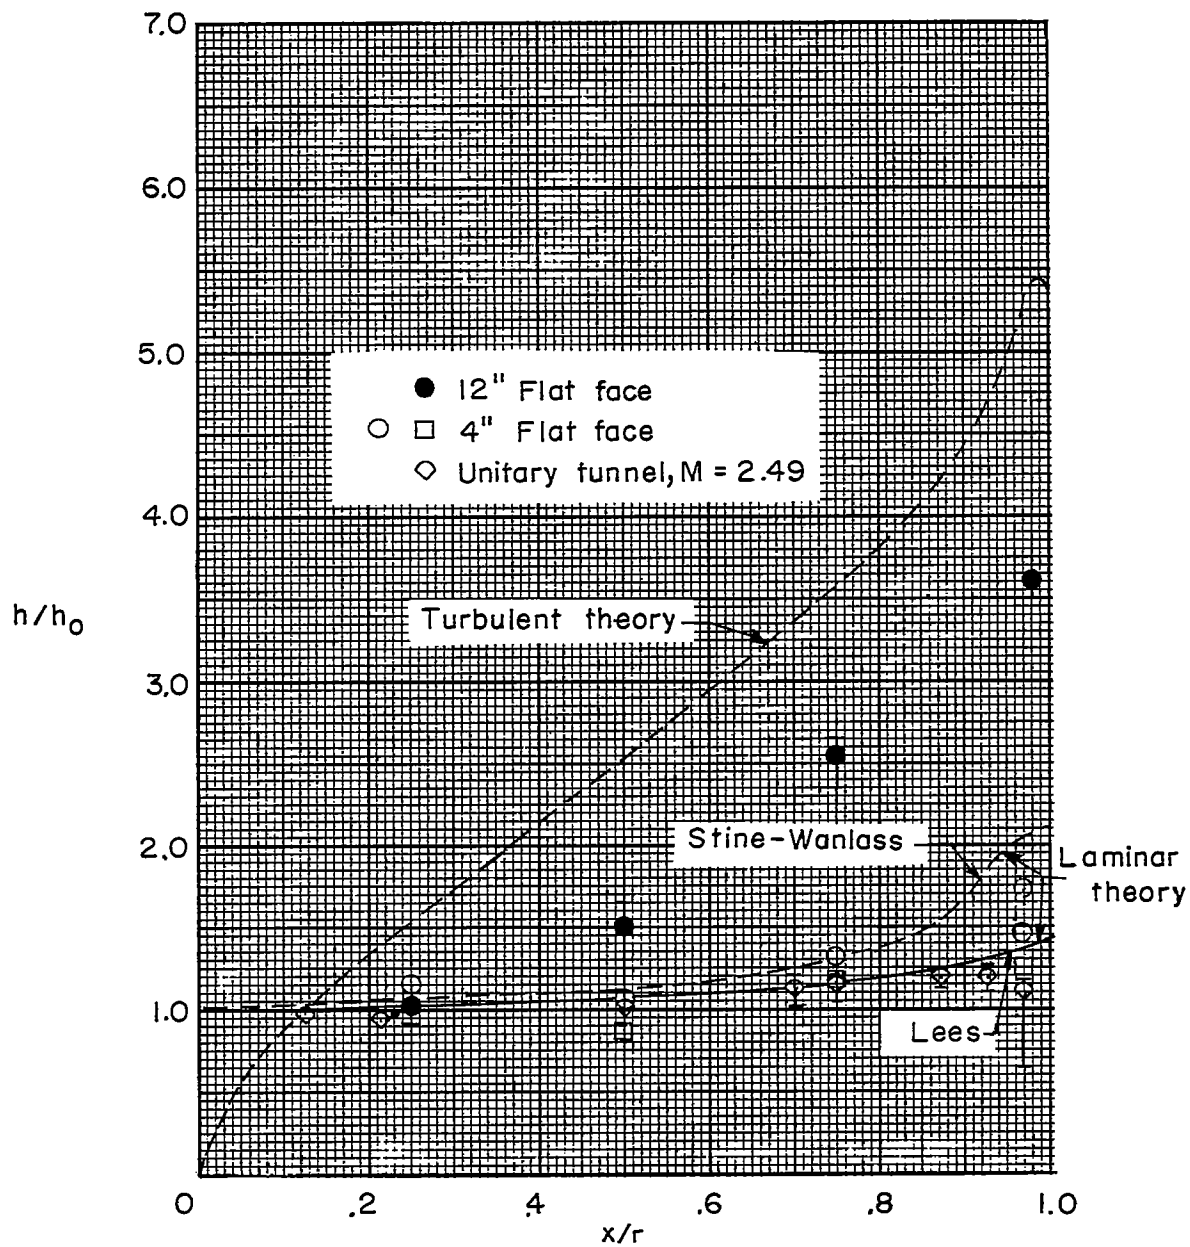 7.0
6.0
5.0
12" Flat face
4" Flat face
Unitary tunnel, M = 2.49
4.0
h/h₀
Turbulent theory
3.0
2.0
Stine-Wanlass
Laminar
theory
1.0
Lees
0 .2 .4 .6 .8 1.0
x/r